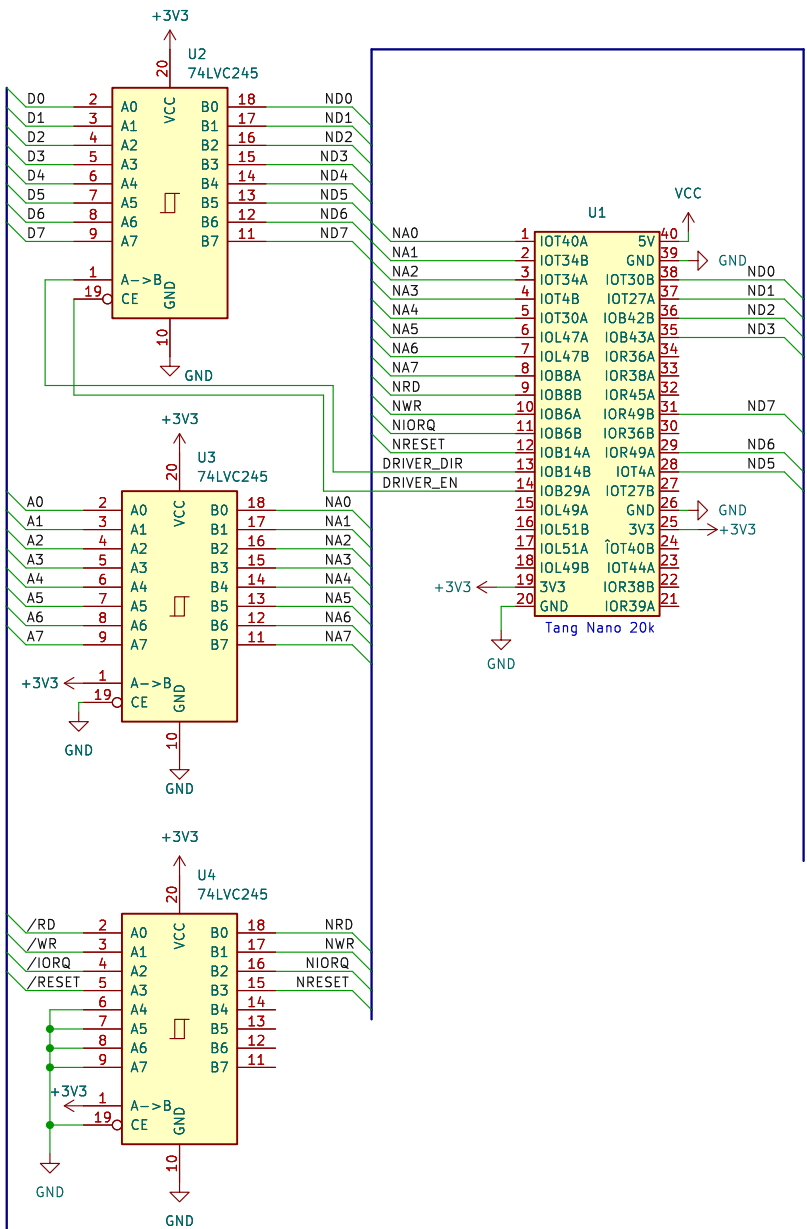 +3V3
U2
74LVC245
20
VCC
D0 2 A0 B0 18 ND0
D1 3 A1 B1 17 ND1
D2 4 A2 B2 16 ND2
D3 5 A3 B3 15 ND3
D4 6 A4 B4 14 ND4
D5 7 A5 B5 13 ND5
D6 8 A6 B6 12 ND6
D7 9 A7 B7 11 ND7
1 A->B
19 CE
GND
10
GND
+3V3
U3
74LVC245
20
VCC
A0 2 A0 B0 18 NA0
A1 3 A1 B1 17 NA1
A2 4 A2 B2 16 NA2
A3 5 A3 B3 15 NA3
A4 6 A4 B4 14 NA4
A5 7 A5 B5 13 NA5
A6 8 A6 B6 12 NA6
A7 9 A7 B7 11 NA7
+3V3 1 A->B
19 CE
GND
GND
10
GND
+3V3
U4
74LVC245
20
VCC
/RD 2 A0 B0 18 NRD
/WR 3 A1 B1 17 NWR
/IORQ 4 A2 B2 16 NIORQ
/RESET 5 A3 B3 15 NRESET
6 A4 B4 14
7 A5 B5 13
8 A6 B6 12
9 A7 B7 11
+3V3 1 A->B
19 CE
GND
GND
10
GND
U1
VCC
NA0 1 IOT40A 5V 40
NA1 2 IOT34B GND 39 GND
NA2 3 IOT34A IOT30B 38 ND0
NA3 4 IOT4B IOT27A 37 ND1
NA4 5 IOT30A IOB42B 36 ND2
NA5 6 IOL47A IOB43A 35 ND3
NA6 7 IOL47B IOR36A 34
NA7 8 IOB8A IOR38A 33
NRD 9 IOB8B IOR45A 32
NWR 10 IOB6A IOR49B 31 ND7
NIORQ 11 IOB6B IOR36B 30
NRESET 12 IOB14A IOR49A 29 ND6
DRIVER_DIR 13 IOB14B IOT4A 28 ND5
DRIVER_EN 14 IOB29A IOT27B 27
15 IOL49A GND 26 GND
16 IOL51B 3V3 25 +3V3
17 IOL51A ÎOT40B 24
18 IOL49B IOT44A 23
+3V3 19 3V3 IOR38B 22
20 GND IOR39A 21
Tang Nano 20k
GND